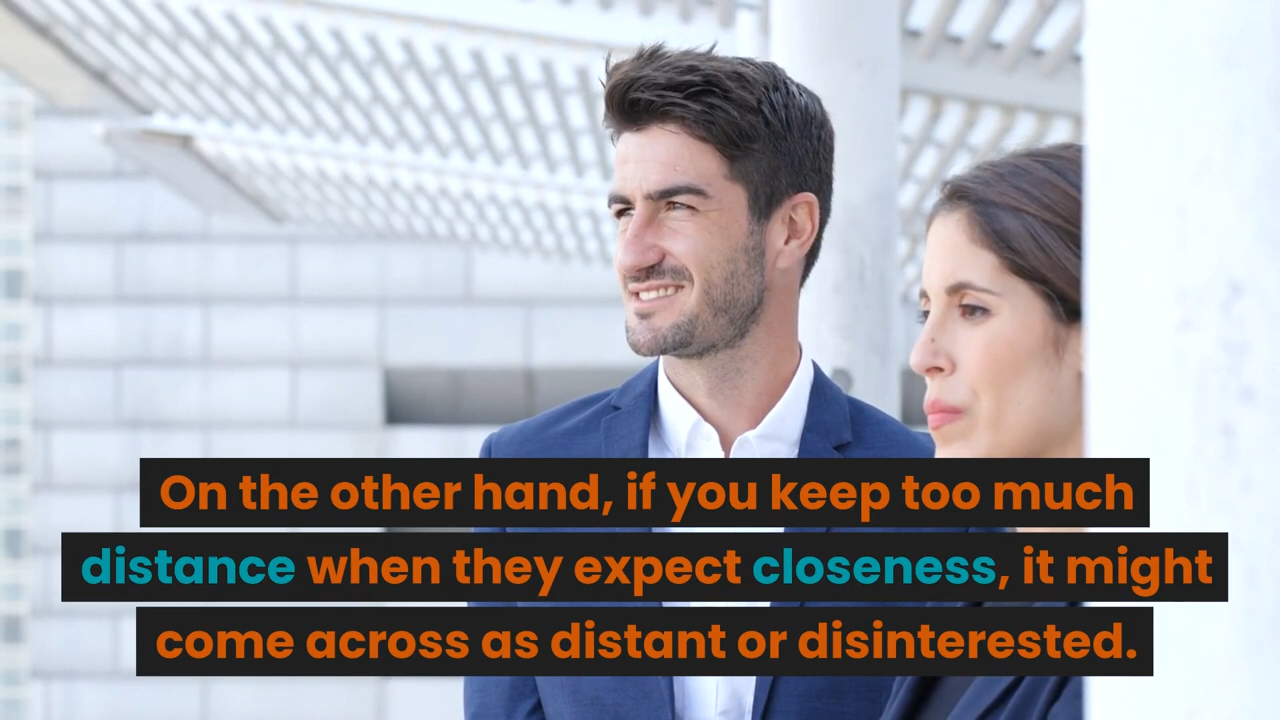 On the other hand, if you keep too much
distance when they expect closeness, it might
come across as distant or disinterested.